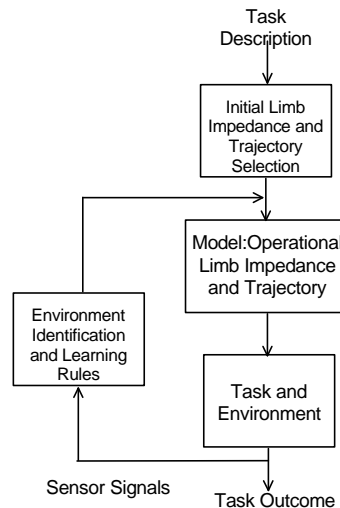 Task
Description
Initial Limb
Impedance and
Trajectory
Selection
Model:Operational
Limb Impedance
and Trajectory
Environment
Identification
and Learning
Rules
Task and
Environment
Sensor Signals
Task Outcome